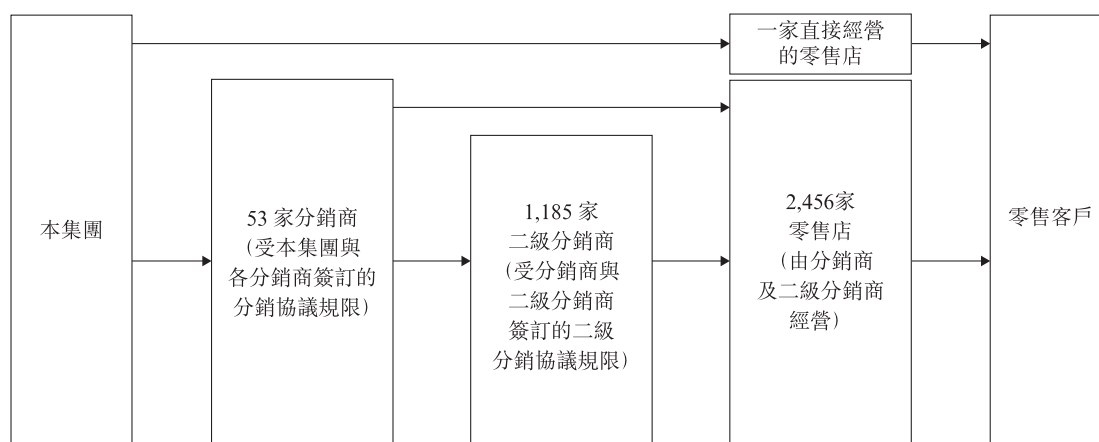 一家直接經營
的零售店
本集團
53 家分銷商
（受本集團與
各分銷商簽訂的
分銷協議規限）
1,185 家
二級分銷商
（受分銷商與
二級分銷商
簽訂的二級
分銷協議規限）
2,456家
零售店
（由分銷商
及二級分銷商
經營）
零售客戶